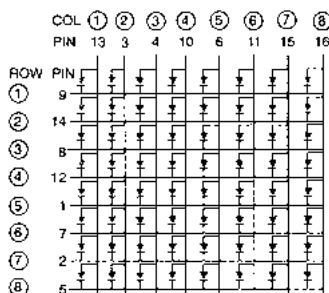 COL ① ② ③ ④ ⑤ ⑥ ⑦ ⑧
PIN 13 3 4 10 6 11 15 16
ROW PIN
① 9
② 14
③ 8
④ 12
⑤ 1
⑥ 7
⑦ 2
⑧ 5